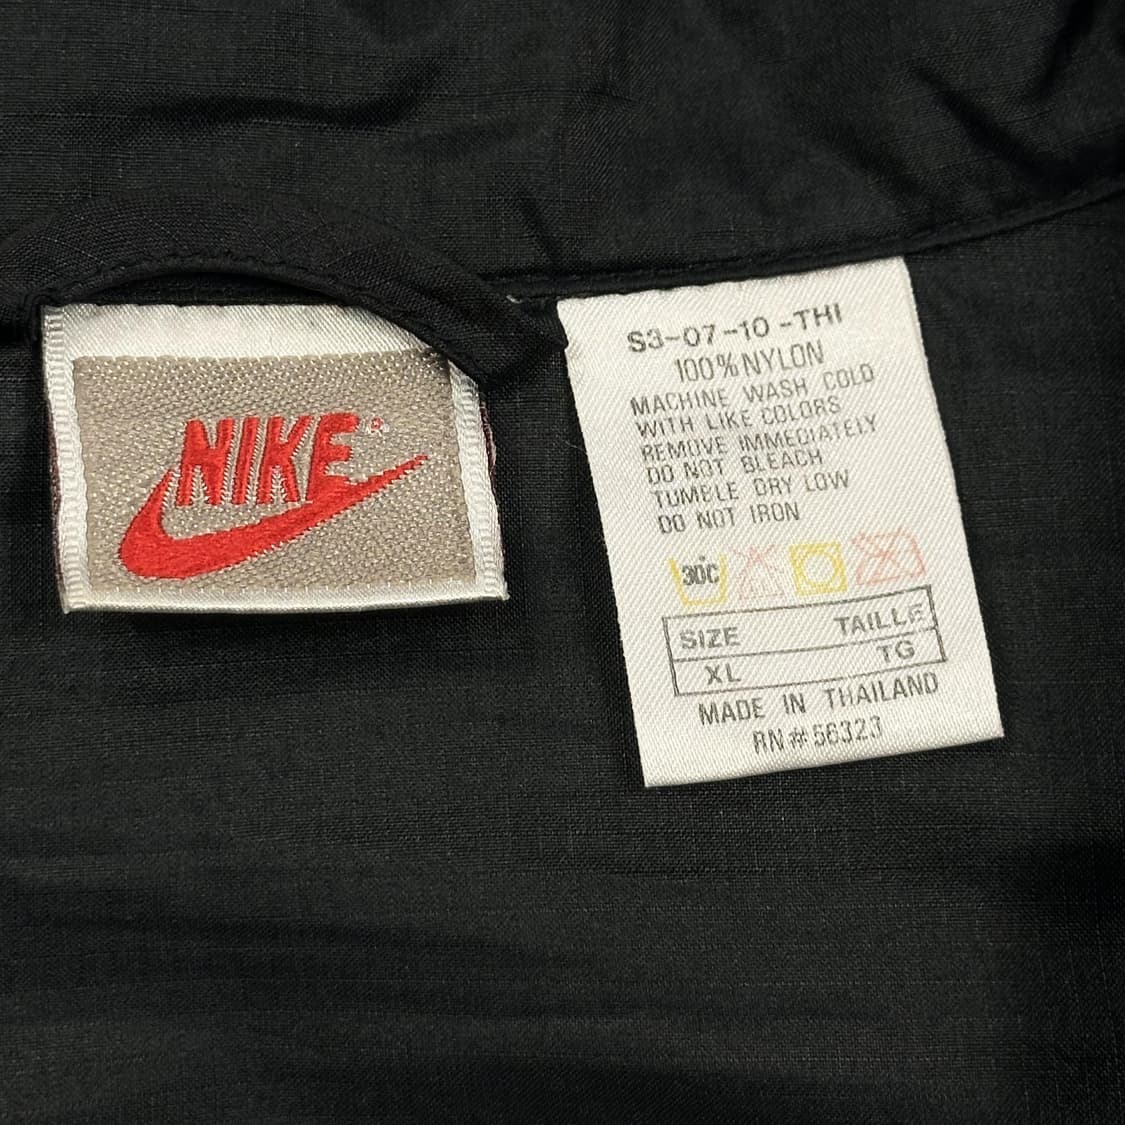 NIKE®
S3-07-10-THI
100% NYLON
MACHINE WASH COLD
WITH LIKE COLORS
REMOVE IMMEDIATELY
DO NOT BLEACH
TUMBLE DRY LOW
DO NOT IRON
30C
SIZE TAILLE
XL TG
MADE IN THAILAND
RN#56323